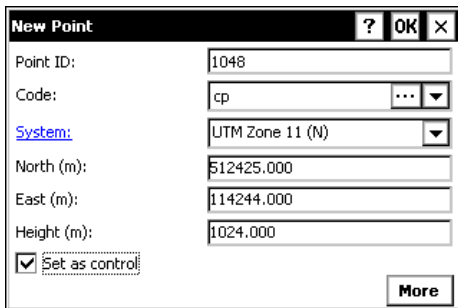 New Point ? OK ×
Point ID: 1048
Code: cp ...
System: UTM Zone 11 (N)
North (m): 512425.000
East (m): 114244.000
Height (m): 1024.000
Set as control
More